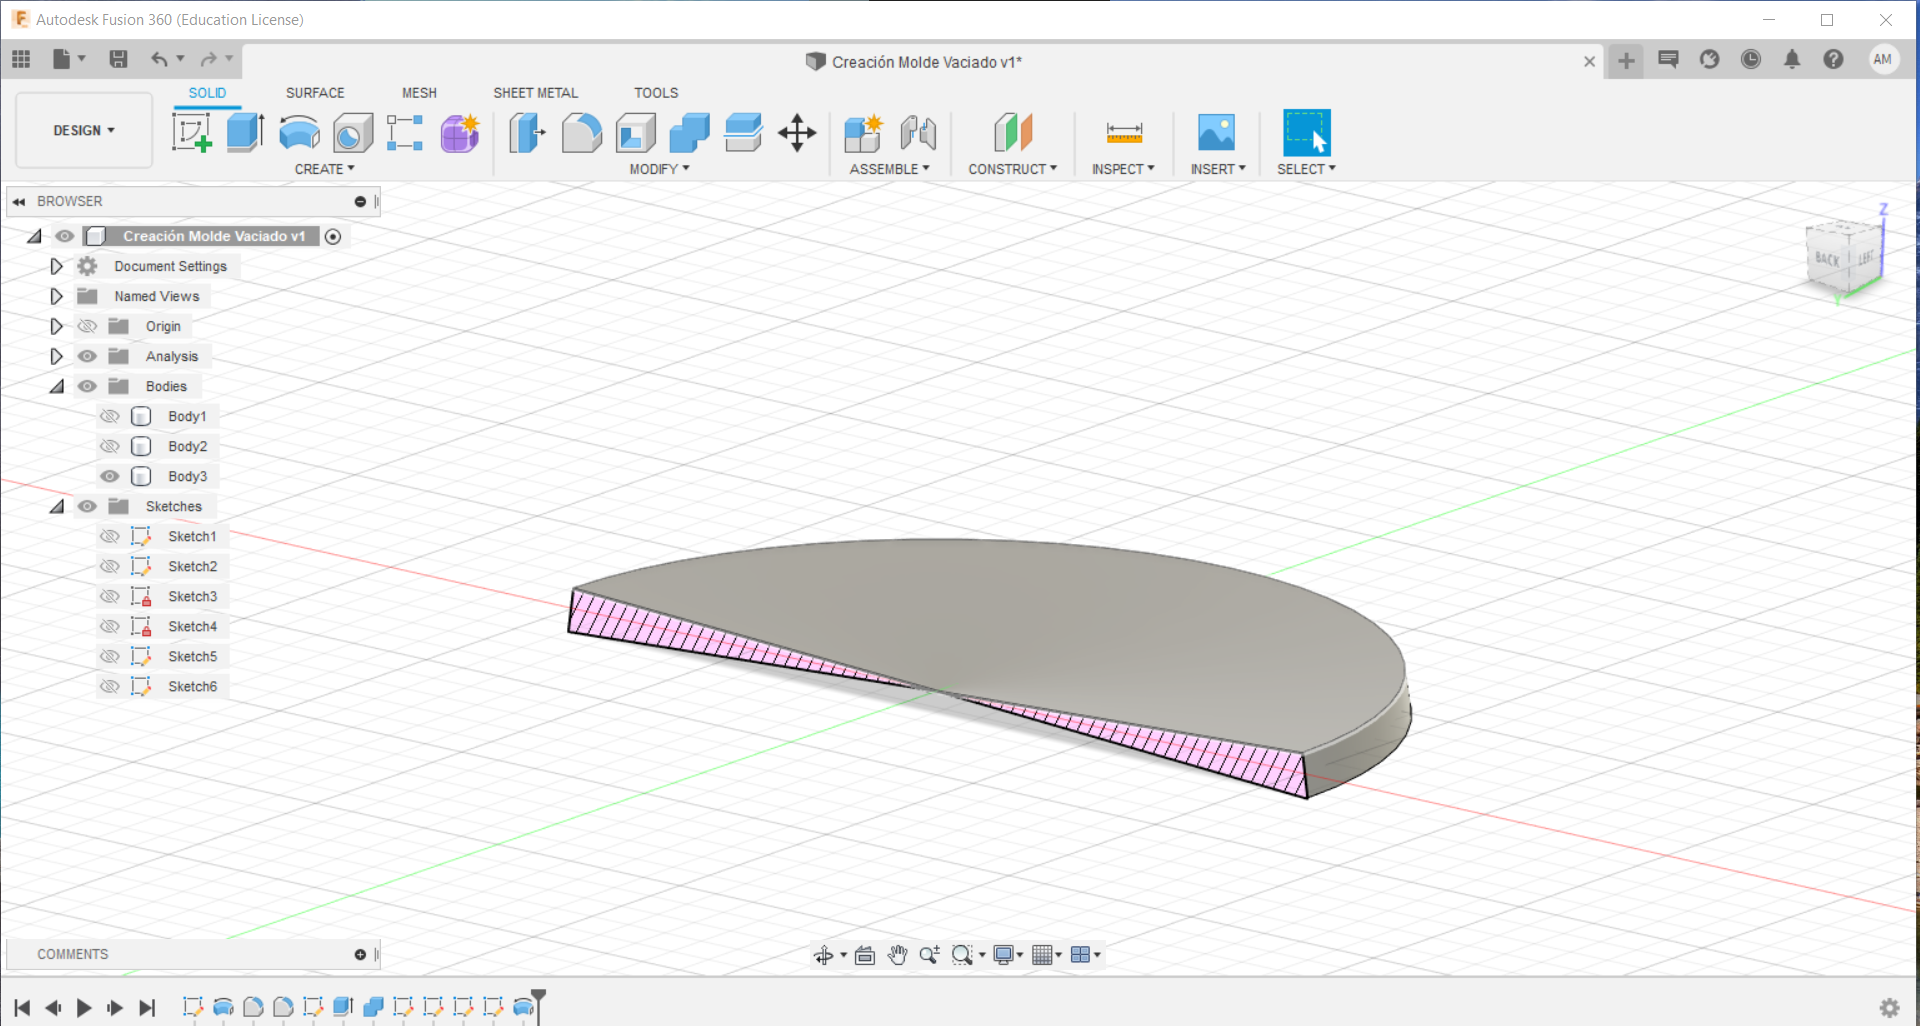 Autodesk Fusion 360 (Education License)
Creación Molde Vaciado v1*
AM
SOLID SURFACE MESH SHEET METAL TOOLS
DESIGN
CREATE MODIFY ASSEMBLE CONSTRUCT INSPECT INSERT SELECT
BROWSER
Creación Molde Vaciado v1
Document Settings
Named Views
Origin
Analysis
Bodies
Body1
Body2
Body3
Sketches
Sketch1
Sketch2
Sketch3
Sketch4
Sketch5
Sketch6
Z
BACK LEFT
Y
COMMENTS